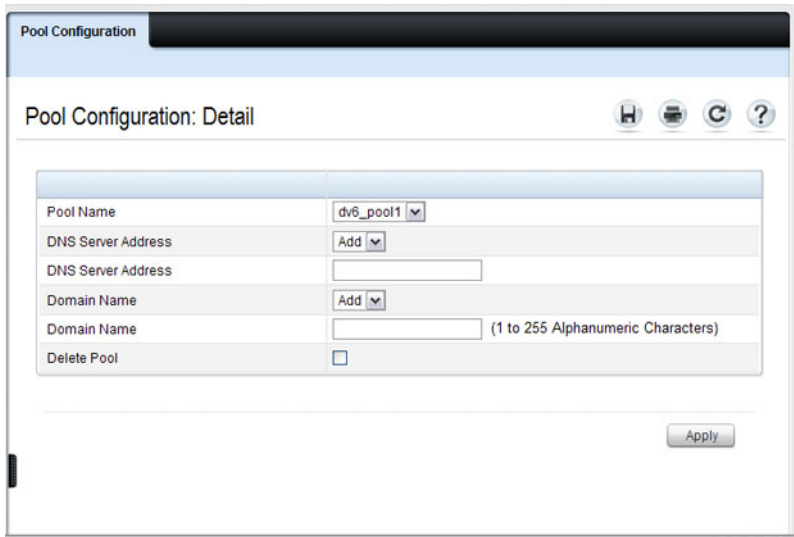 Pool Configuration
Pool Configuration: Detail
Pool Name dv6_pool1
DNS Server Address Add
DNS Server Address
Domain Name Add
Domain Name (1 to 255 Alphanumeric Characters)
Delete Pool
Apply